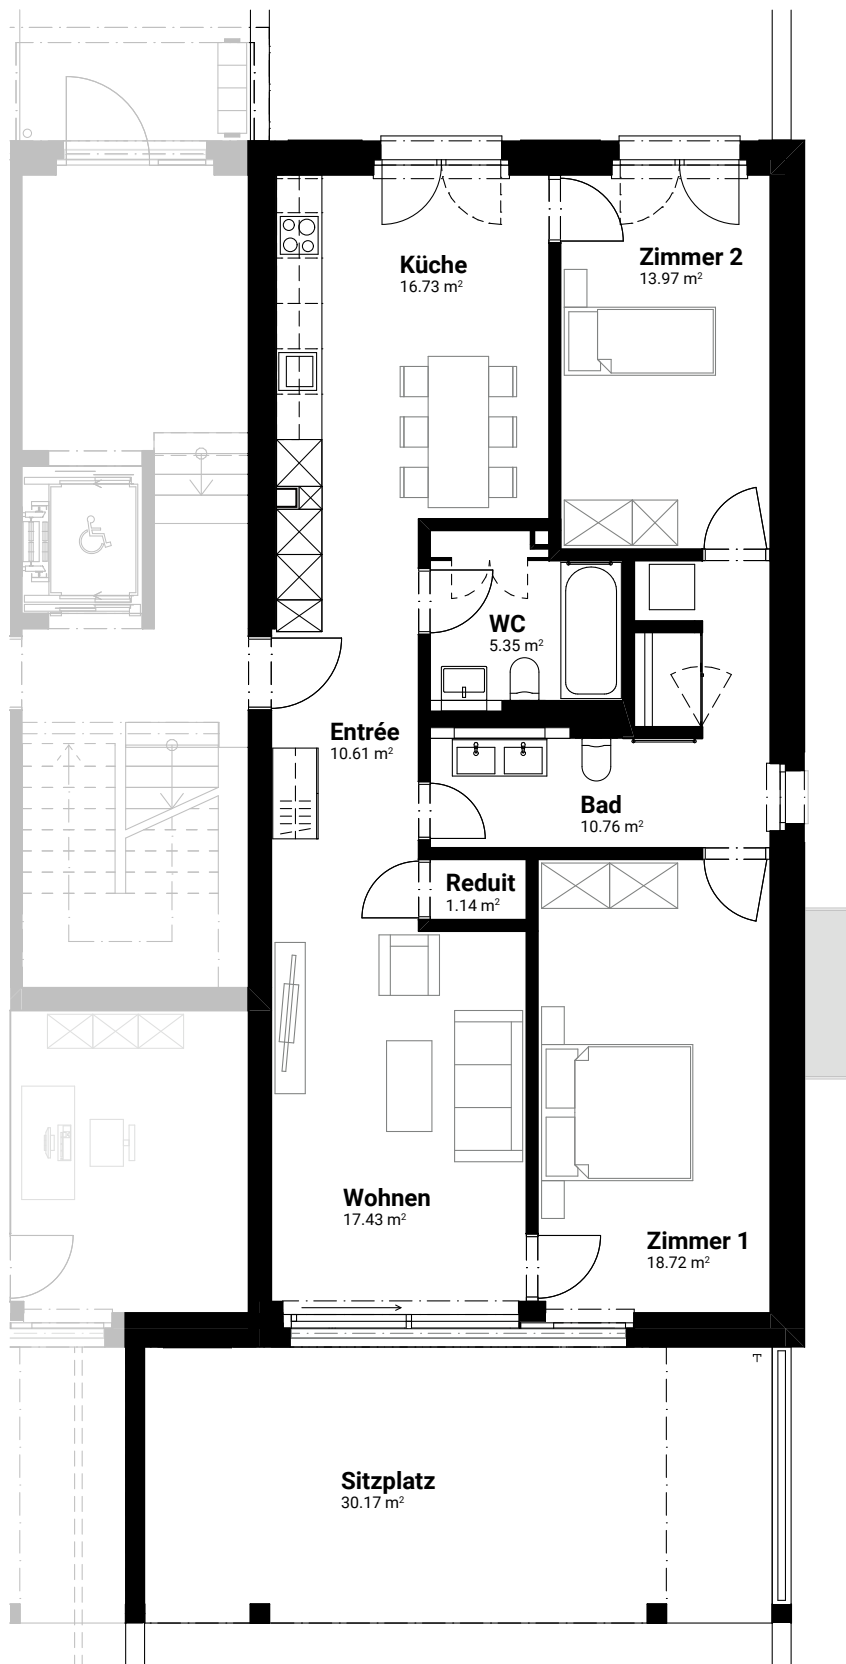 Küche
16.73 m²
Zimmer 2
13.97 m²
WC
5.35 m²
Entrée
10.61 m²
Bad
10.76 m²
Reduit
1.14 m²
Wohnen
17.43 m²
Zimmer 1
18.72 m²
Sitzplatz
30.17 m²